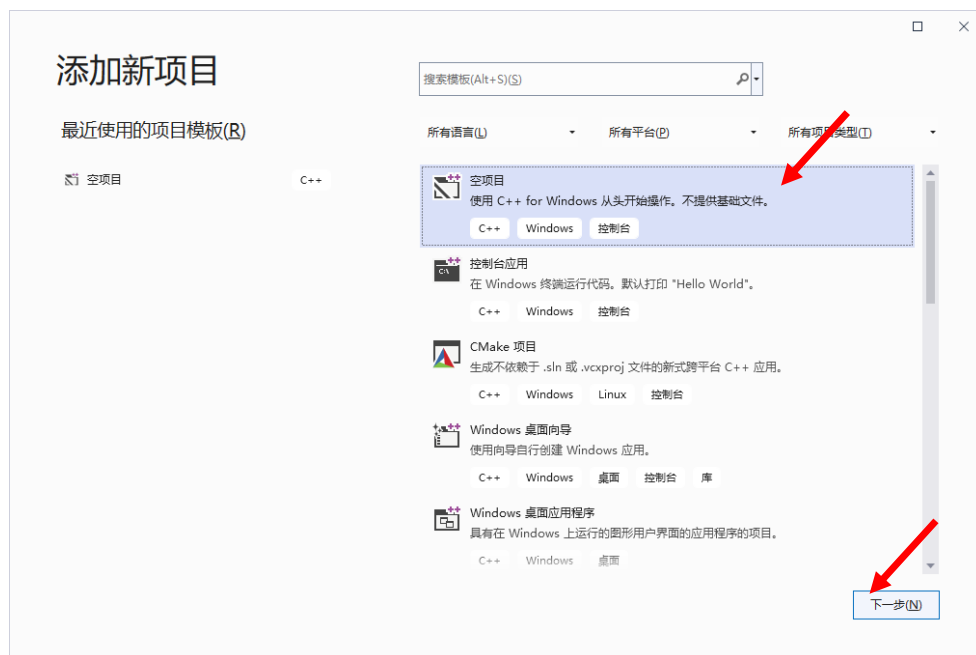 添加新项目
搜索模板(Alt+S)(S)
最近使用的项目模板(R)
所有语言(L)
所有平台(P)
所有项目类型(T)
空项目
C++
空项目
使用 C++ for Windows 从头开始操作。不提供基础文件。
C++ Windows 控制台
控制台应用
在 Windows 终端运行代码。默认打印 "Hello World"。
C++ Windows 控制台
CMake 项目
生成不依赖于 .sln 或 .vcxproj 文件的新式跨平台 C++ 应用。
C++ Windows Linux 控制台
Windows 桌面向导
使用向导自行创建 Windows 应用。
C++ Windows 桌面 控制台 库
Windows 桌面应用程序
具有在 Windows 上运行的图形用户界面的应用程序的项目。
C++ Windows 桌面
下一步(N)